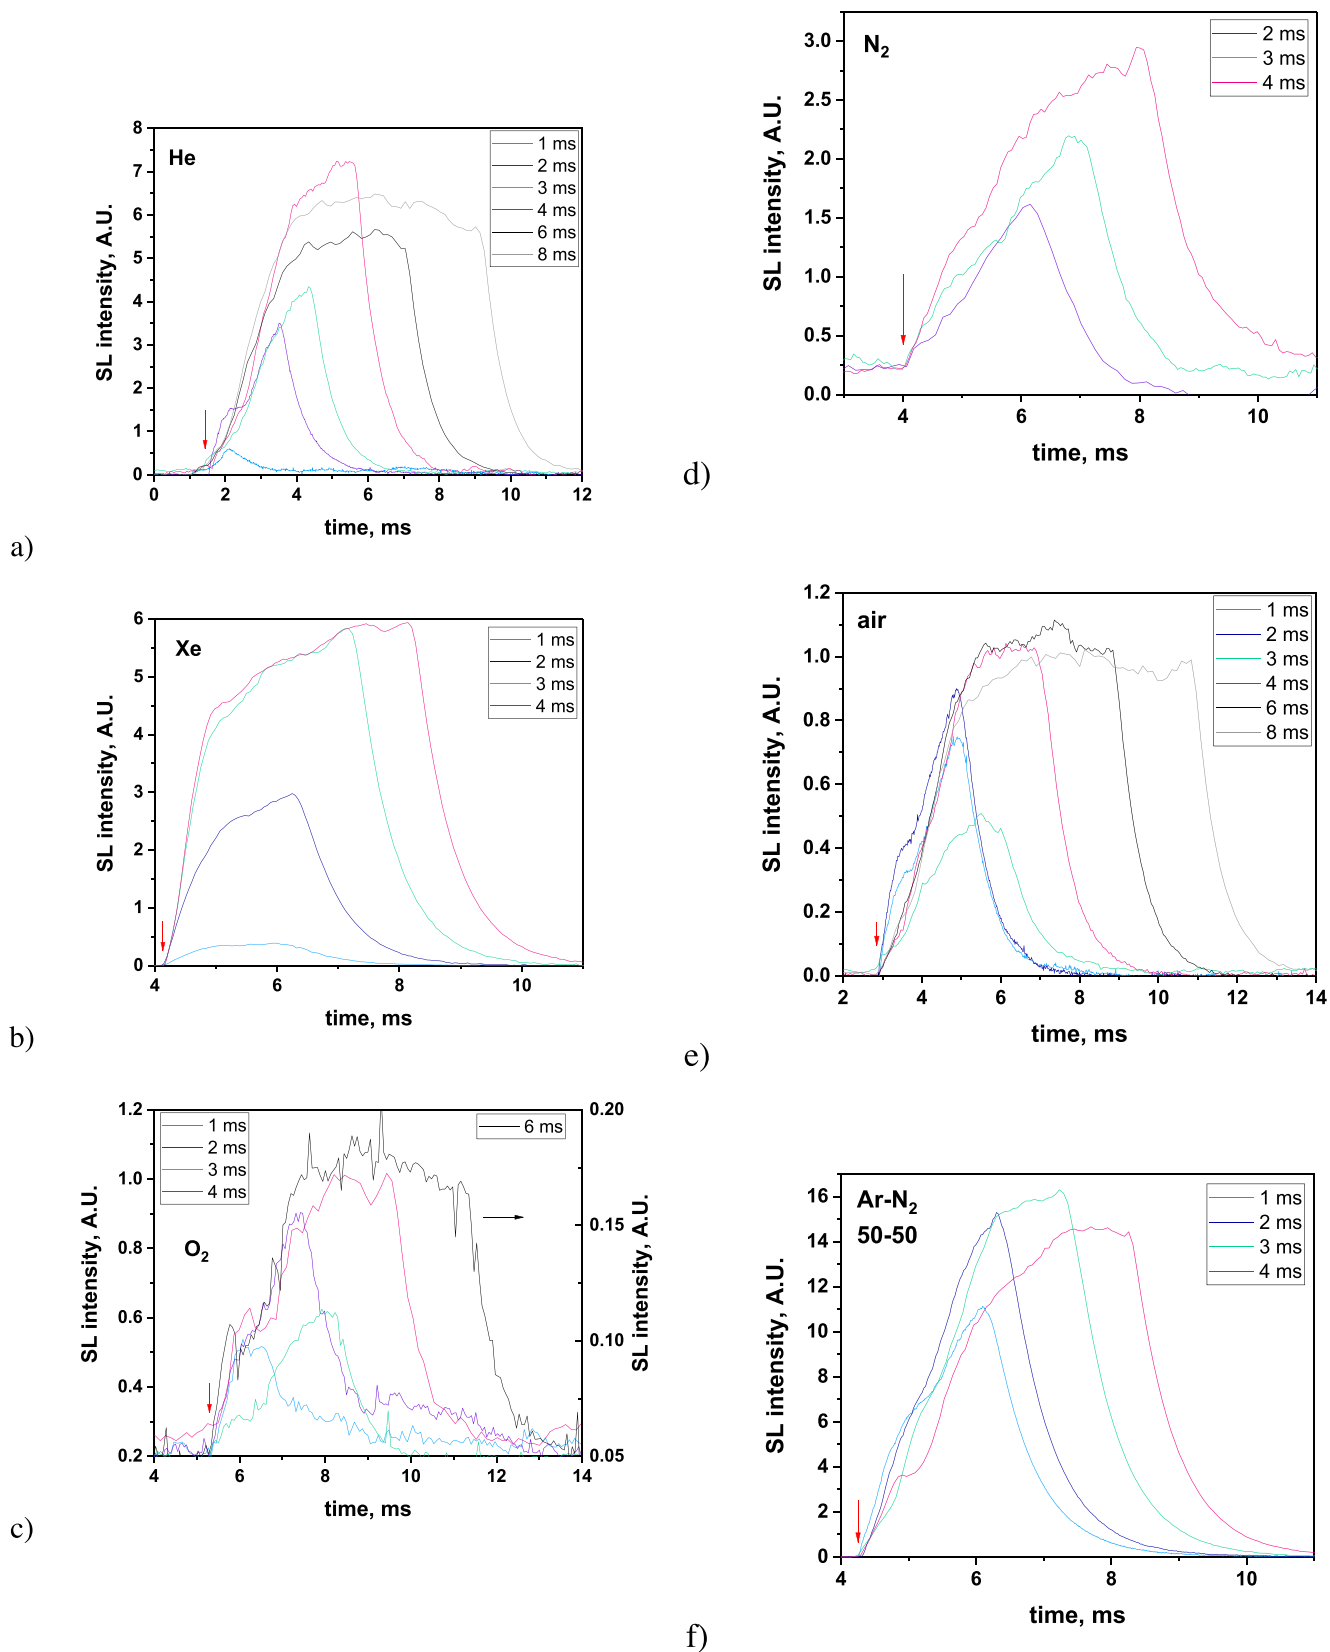 He
1 ms
2 ms
3 ms
4 ms
6 ms
8 ms
8
7
6
5
4
3
2
1
0
0 2 4 6 8 10 12
SL intensity, A.U.
time, ms
a)
Xe
1 ms
2 ms
3 ms
4 ms
6
5
4
3
2
1
0
4 6 8 10
SL intensity, A.U.
time, ms
b)
1 ms
2 ms
3 ms
4 ms
6 ms
O₂
1.2
1.0
0.8
0.6
0.4
0.2
0.20
0.15
0.10
0.05
4 6 8 10 12 14
SL intensity, A.U.
SL intensity, A.U.
time, ms
c)
N₂
2 ms
3 ms
4 ms
3.0
2.5
2.0
1.5
1.0
0.5
0.0
4 6 8 10
SL intensity, A.U.
time, ms
d)
air
1 ms
2 ms
3 ms
4 ms
6 ms
8 ms
1.2
1.0
0.8
0.6
0.4
0.2
0.0
2 4 6 8 10 12 14
SL intensity, A.U.
time, ms
e)
Ar-N₂
50-50
1 ms
2 ms
3 ms
4 ms
16
14
12
10
8
6
4
2
0
4 6 8 10
SL intensity, A.U.
time, ms
f)